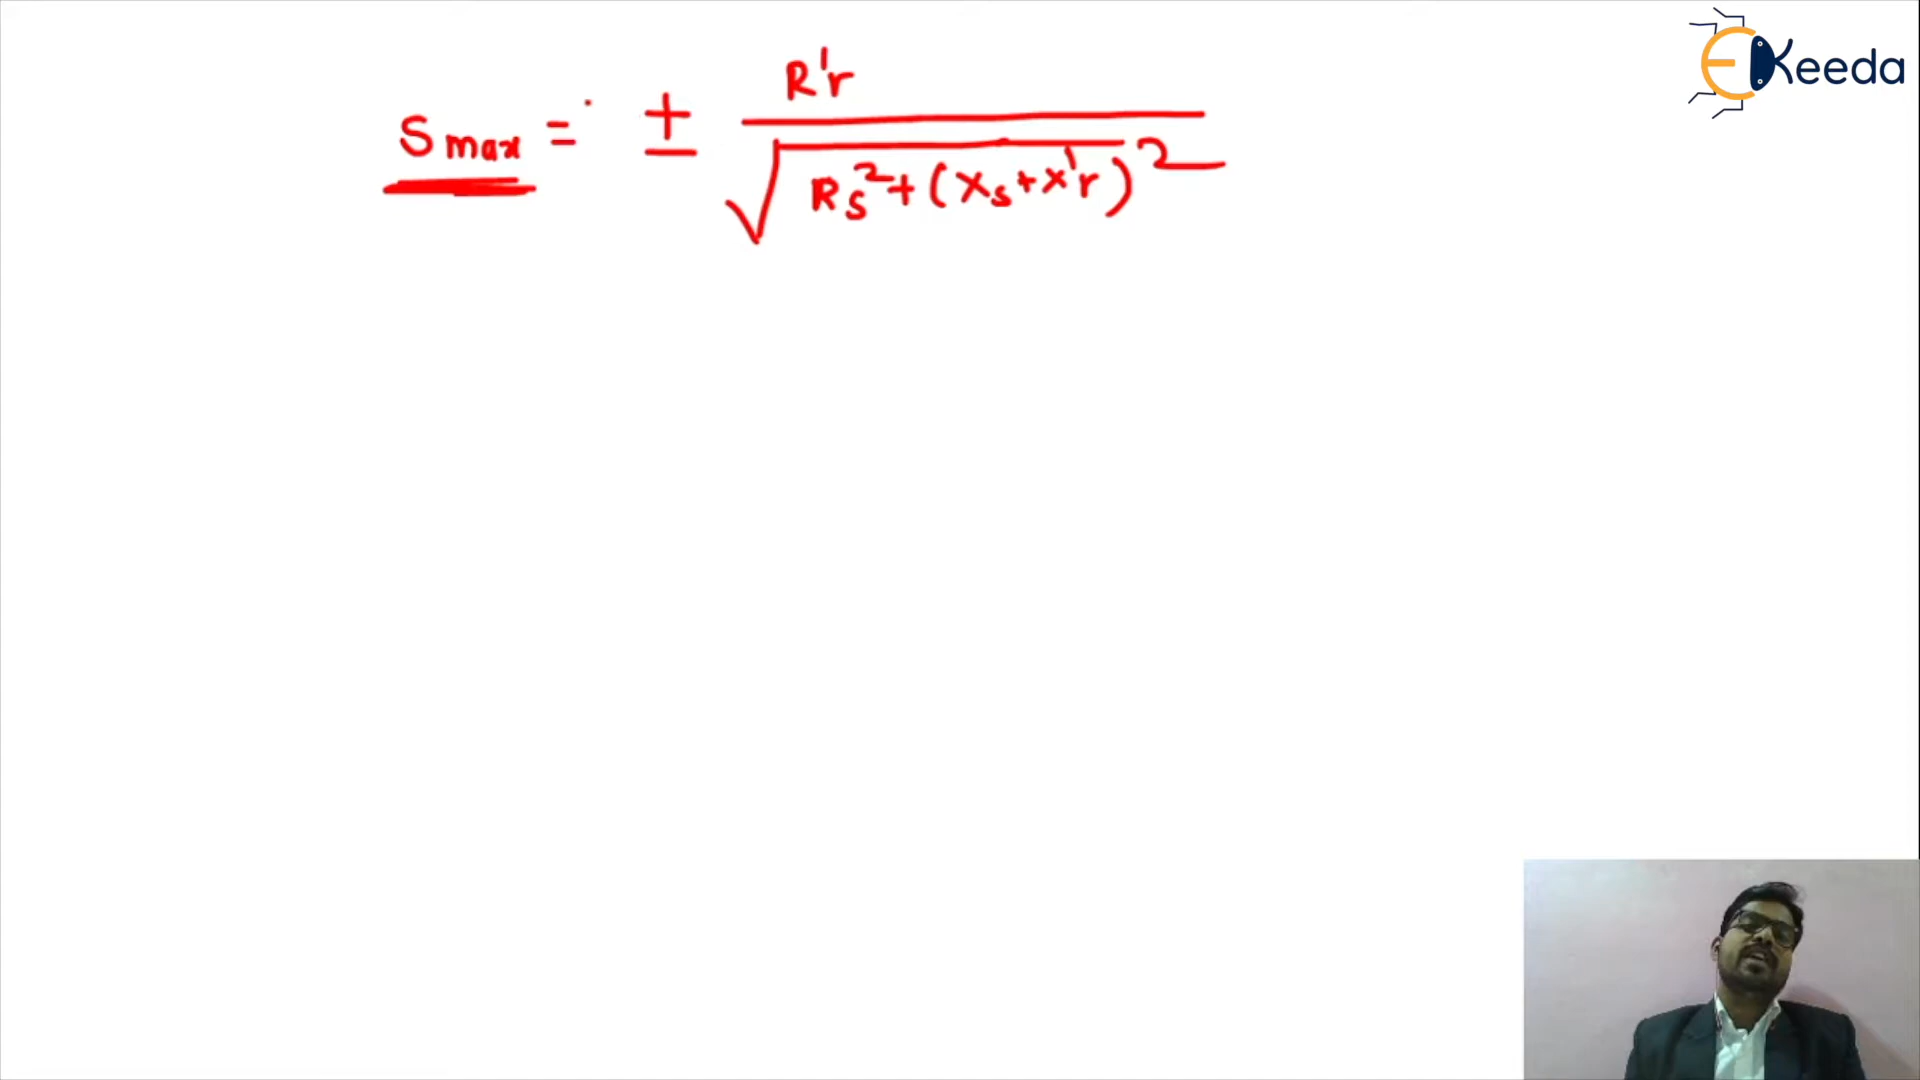 EKeeda
Smax = ± R'r / √(Rs² + (Xs + X'r)²)